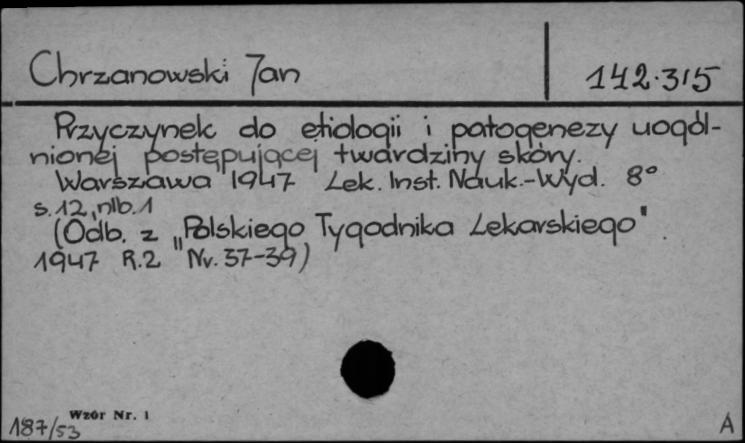 Chrzanowski Jan
142.315
Przyczynek do etiologii i patogenezy uogól-
nionej postępującej twardziny skóry.
Warszawa 1947 Lek. Inst. Nauk.-Wyd. 8°
s. 12, nlb. 1
(Odb. z „Polskiego Tygodnika Lekarskiego".
1947 R.2 Nr. 37-39)
Wzór Nr. 1
187/53
A